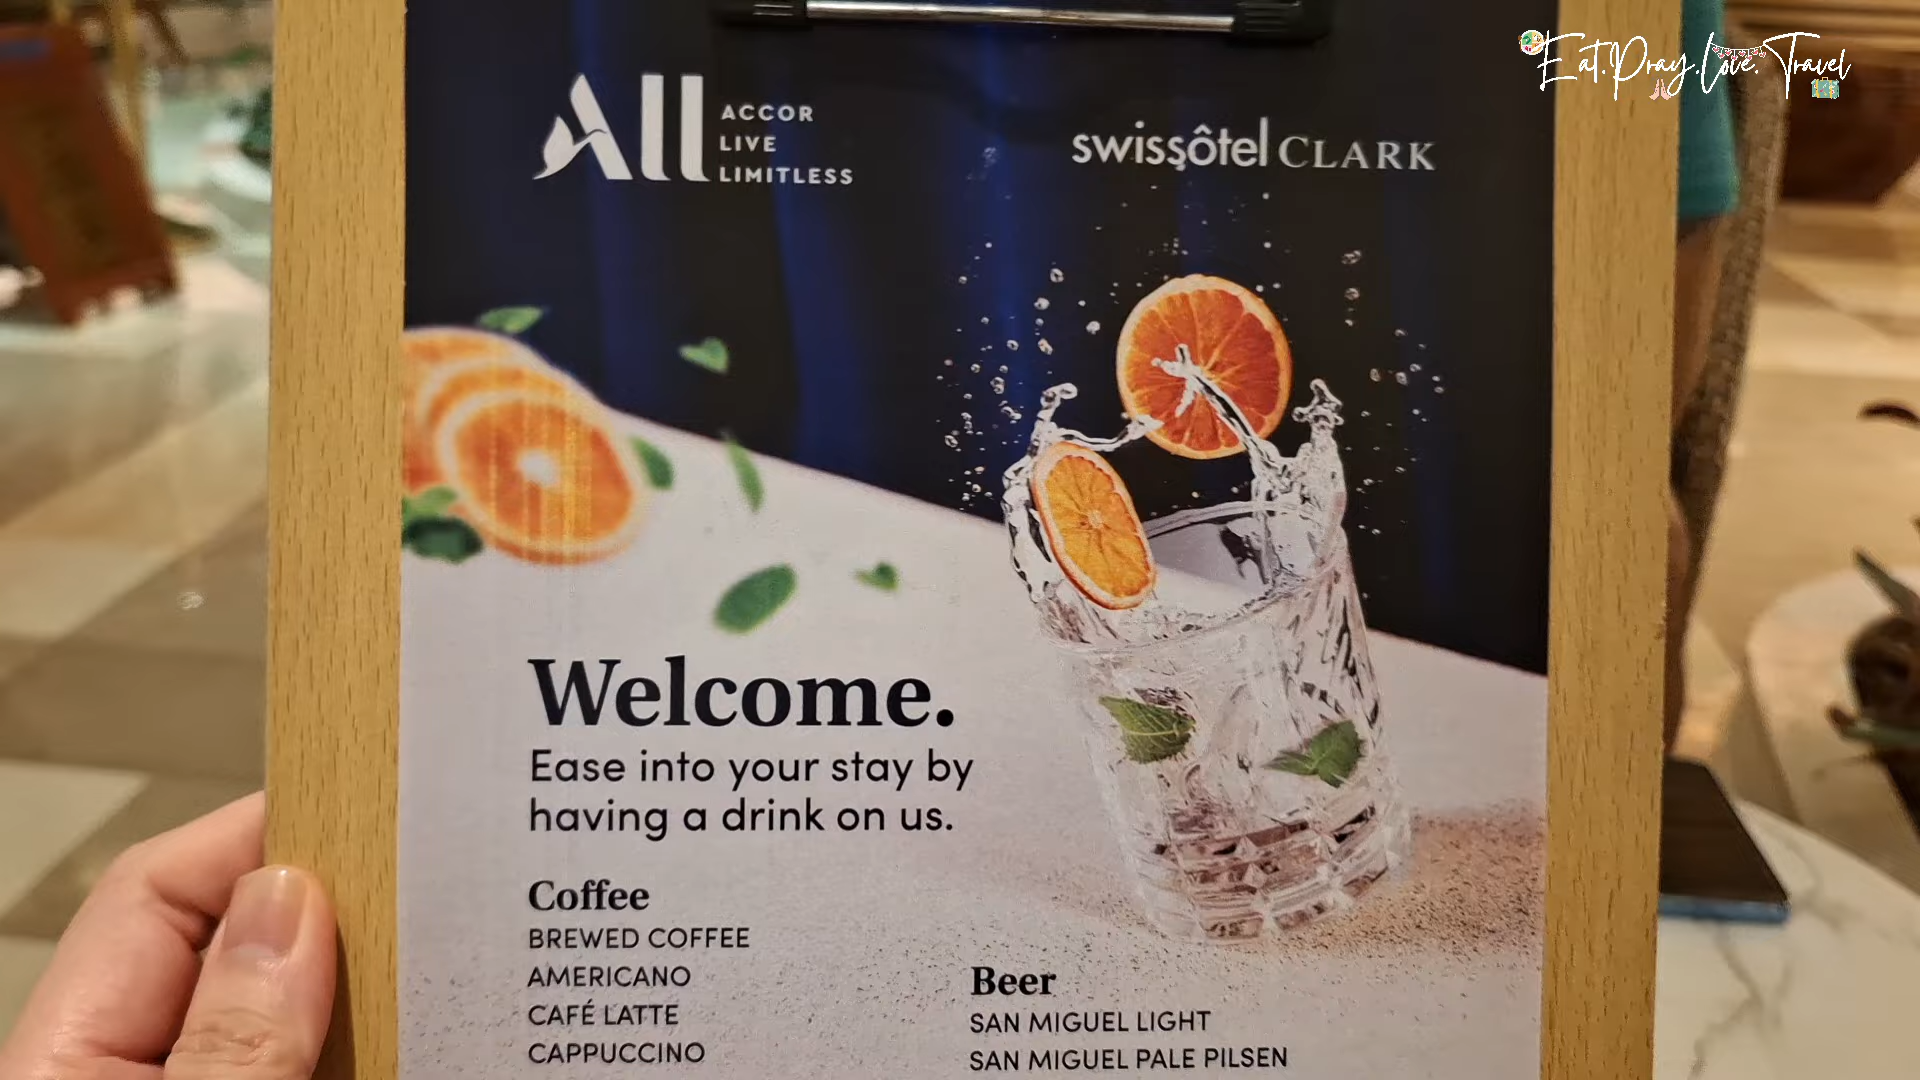 All ACCOR
LIVE
LIMITLESS
swissôtel CLARK
Eat.Pray.Love.Travel
Welcome.
Ease into your stay by
having a drink on us.
Coffee
BREWED COFFEE
AMERICANO
CAFÉ LATTE
CAPPUCCINO
Beer
SAN MIGUEL LIGHT
SAN MIGUEL PALE PILSEN